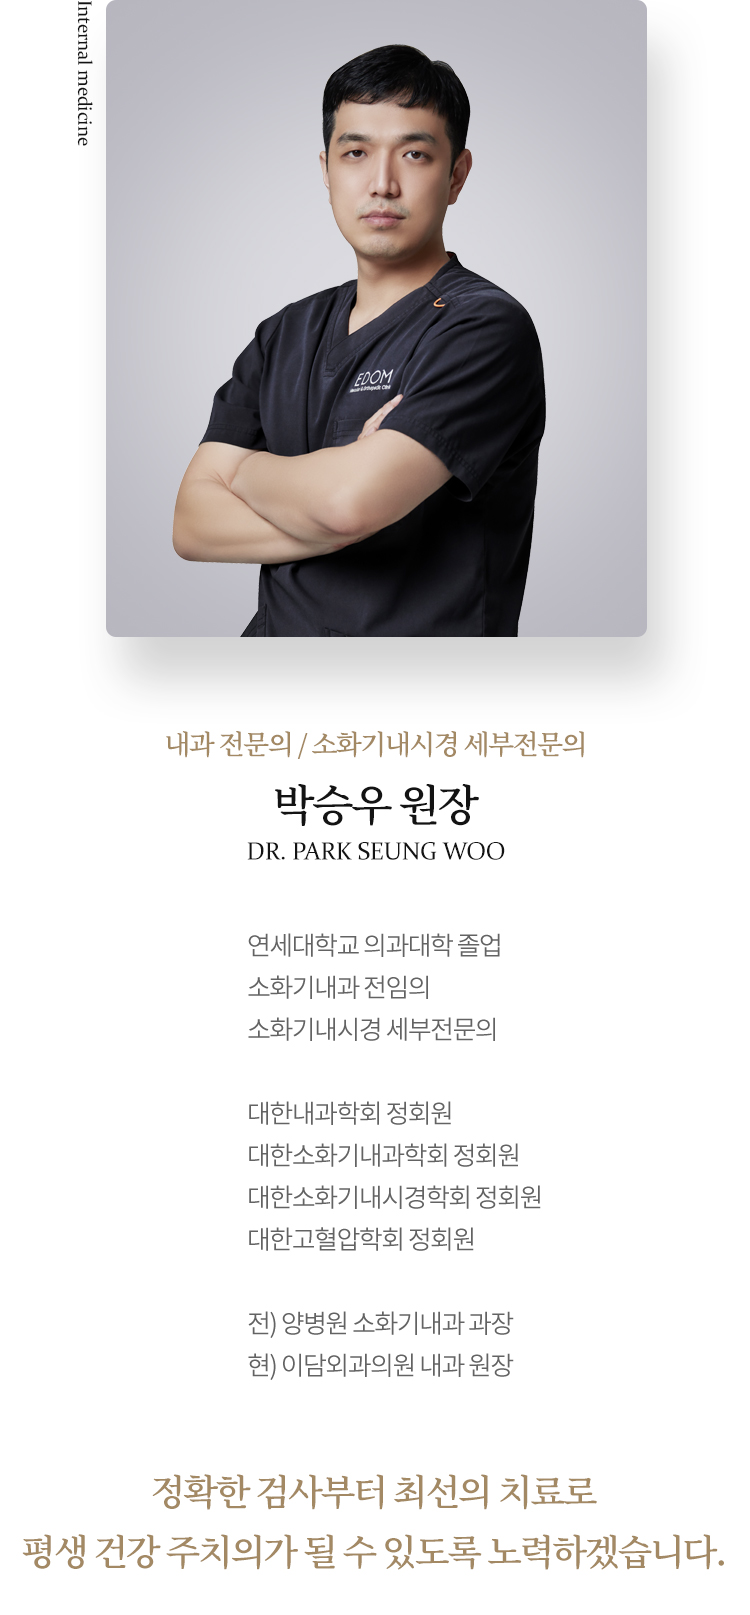 Internal medicine
EDOM
내과 전문의 / 소화기내시경 세부전문의
박승우 원장
DR. PARK SEUNG WOO
연세대학교 의과대학 졸업
소화기내과 전임의
소화기내시경 세부전문의
대한내과학회 정회원
대한소화기내과학회 정회원
대한소화기내시경학회 정회원
대한고혈압학회 정회원
전) 양병원 소화기내과 과장
현) 이담외과의원 내과 원장
정확한 검사부터 최선의 치료로
평생 건강 주치의가 될 수 있도록 노력하겠습니다.